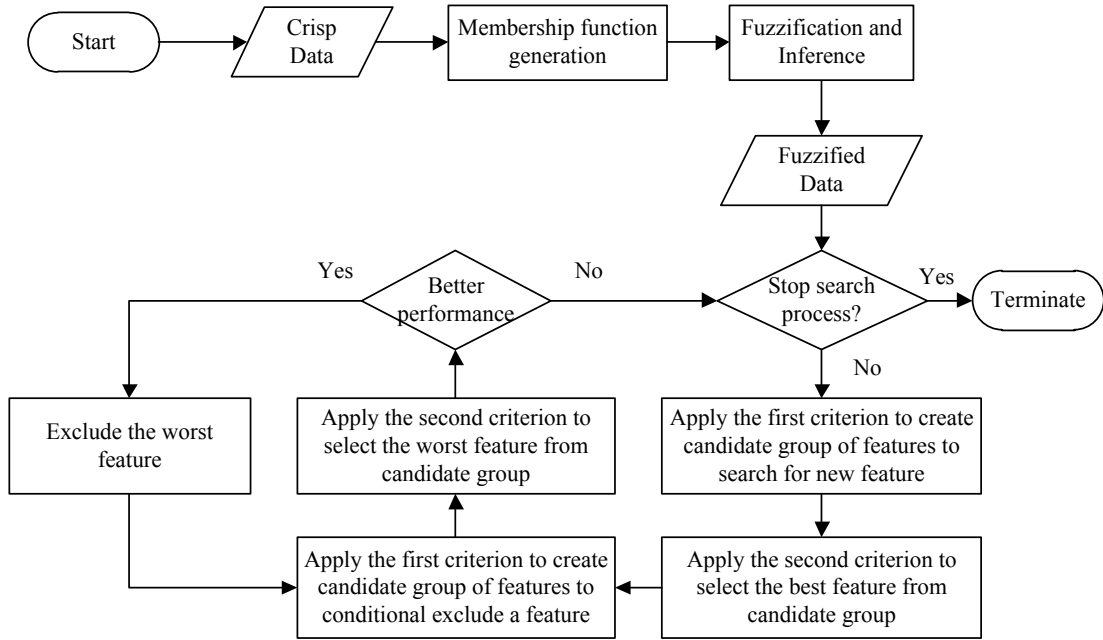 Start
Crisp
Data
Membership function
generation
Fuzzification and
Inference
Fuzzified
Data
Stop search
process?
Yes
Terminate
No
Apply the first criterion to create
candidate group of features to
search for new feature
Apply the second criterion to
select the best feature from
candidate group
Apply the first criterion to create
candidate group of features to
conditional exclude a feature
Apply the second criterion to
select the worst feature from
candidate group
Better
performance
No
Yes
Exclude the worst
feature